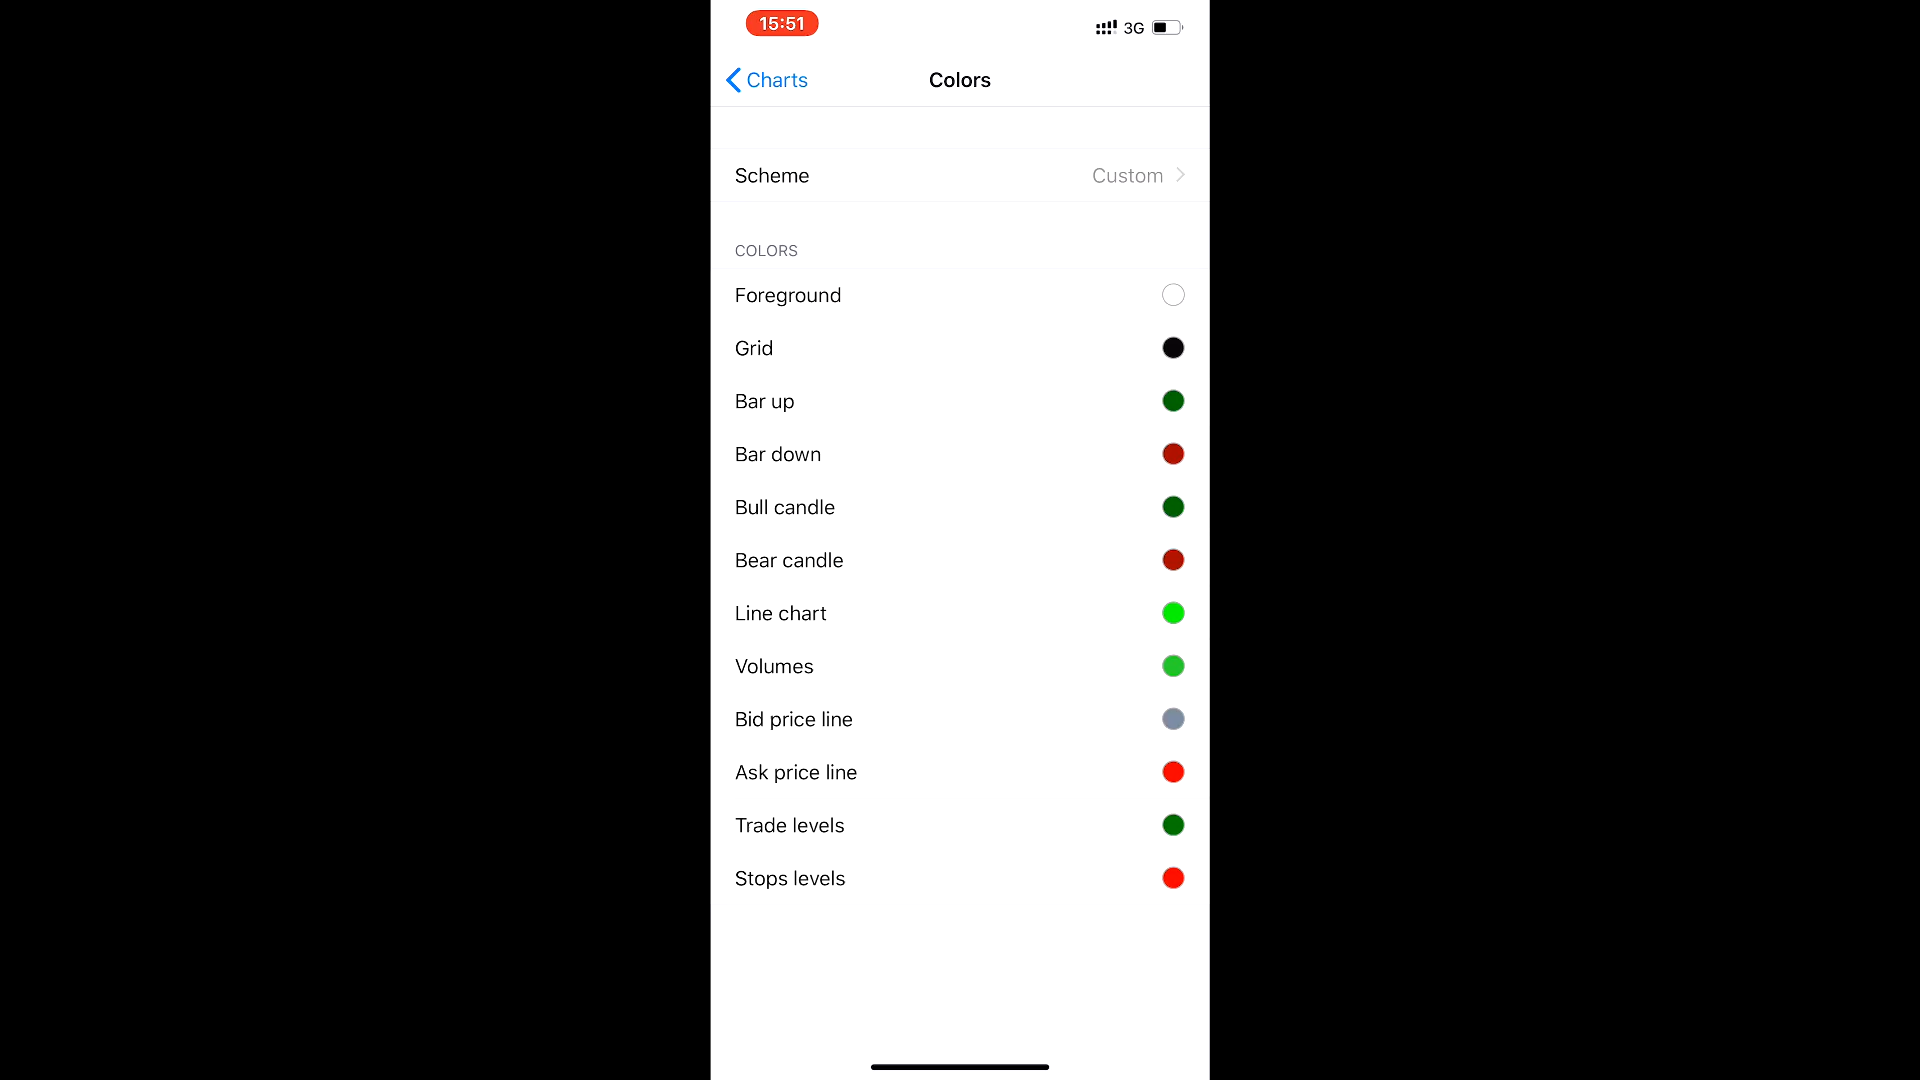 15:51
3G
Charts
Colors
Scheme
Custom
COLORS
Foreground
Grid
Bar up
Bar down
Bull candle
Bear candle
Line chart
Volumes
Bid price line
Ask price line
Trade levels
Stops levels